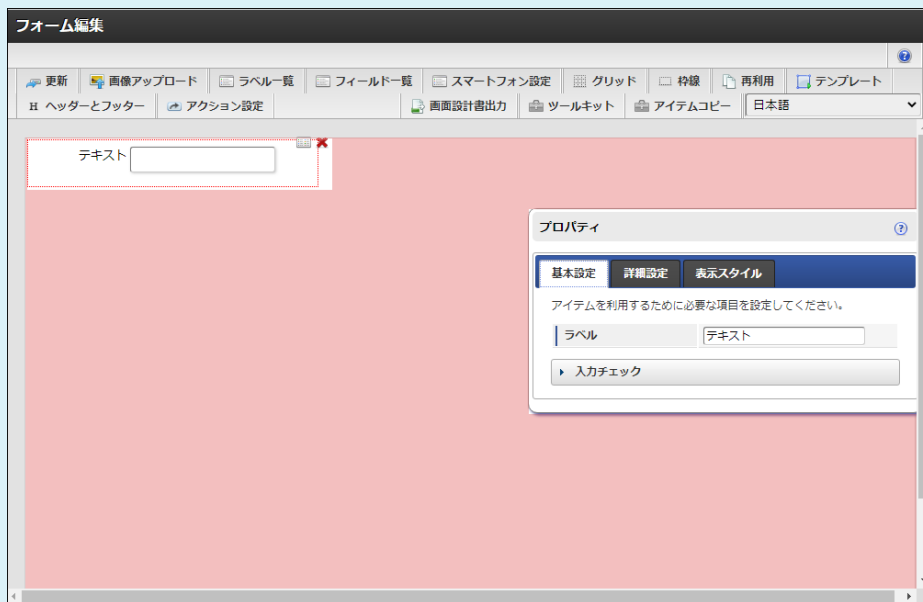 フォーム編集
更新 画像アップロード ラベル一覧 フィールド一覧 スマートフォン設定 グリッド 枠線 再利用 テンプレート
H ヘッダーとフッター アクション設定 画面設計書出力 ツールキット アイテムコピー 日本語
テキスト
プロパティ
基本設定 詳細設定 表示スタイル
アイテムを利用するために必要な項目を設定してください。
ラベル テキスト
入力チェック